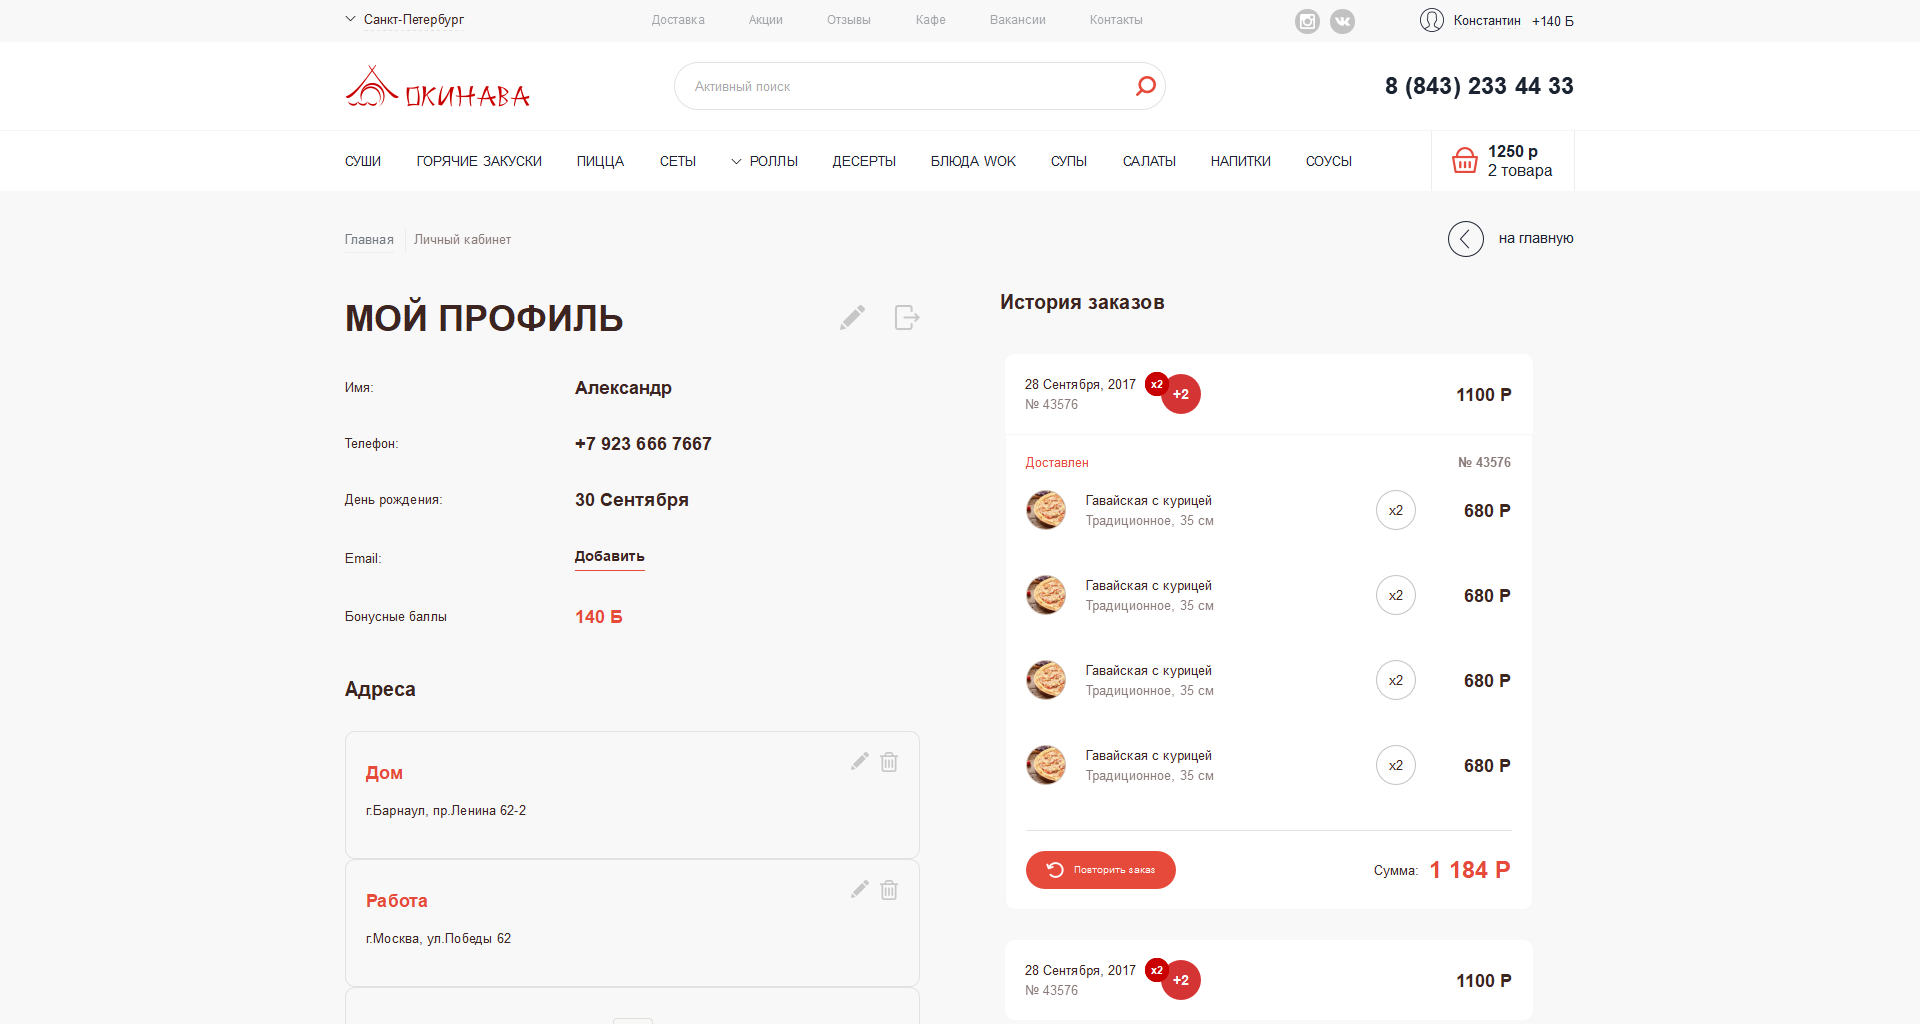 Санкт-Петербург
Доставка
Акции
Отзывы
Кафе
Вакансии
Контакты
Константин
+140 Б
ОКИНАВА
Активный поиск
8 (843) 233 44 33
СУШИ
ГОРЯЧИЕ ЗАКУСКИ
ПИЦЦА
СЕТЫ
РОЛЛЫ
ДЕСЕРТЫ
БЛЮДА WOK
СУПЫ
САЛАТЫ
НАПИТКИ
СОУСЫ
1250 р
2 товара
Главная
Личный кабинет
на главную
МОЙ ПРОФИЛЬ
Имя:
Александр
Телефон:
+7 923 666 7667
День рождения:
30 Сентября
Email:
Добавить
Бонусные баллы
140 Б
Адреса
Дом
г.Барнаул, пр.Ленина 62-2
Работа
г.Москва, ул.Победы 62
История заказов
28 Сентября, 2017
№ 43576
x2
+2
1100 Р
Доставлен
№ 43576
Гавайская с курицей
Традиционное, 35 см
x2
680 Р
Гавайская с курицей
Традиционное, 35 см
x2
680 Р
Гавайская с курицей
Традиционное, 35 см
x2
680 Р
Гавайская с курицей
Традиционное, 35 см
x2
680 Р
Повторить заказ
Сумма:
1 184 Р
28 Сентября, 2017
№ 43576
x2
+2
1100 Р